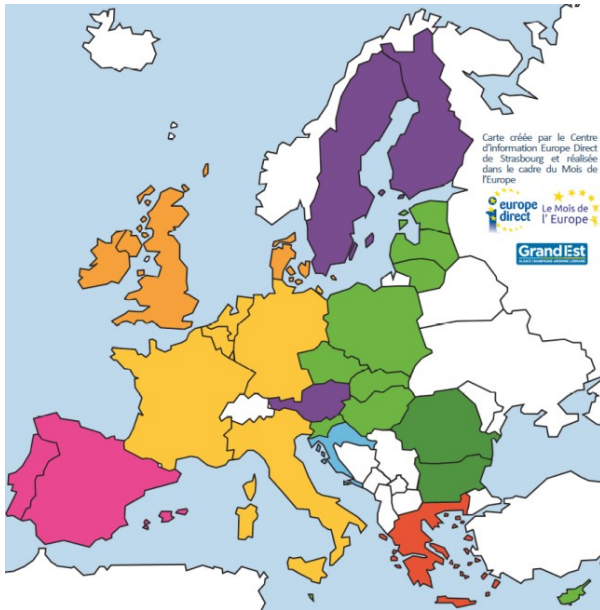 Carte créée par le Centre
d'information Europe Direct
de Strasbourg et réalisée
dans le cadre du Mois de
l'Europe
europe
direct
Le Mois de
l' Europe
GrandEst